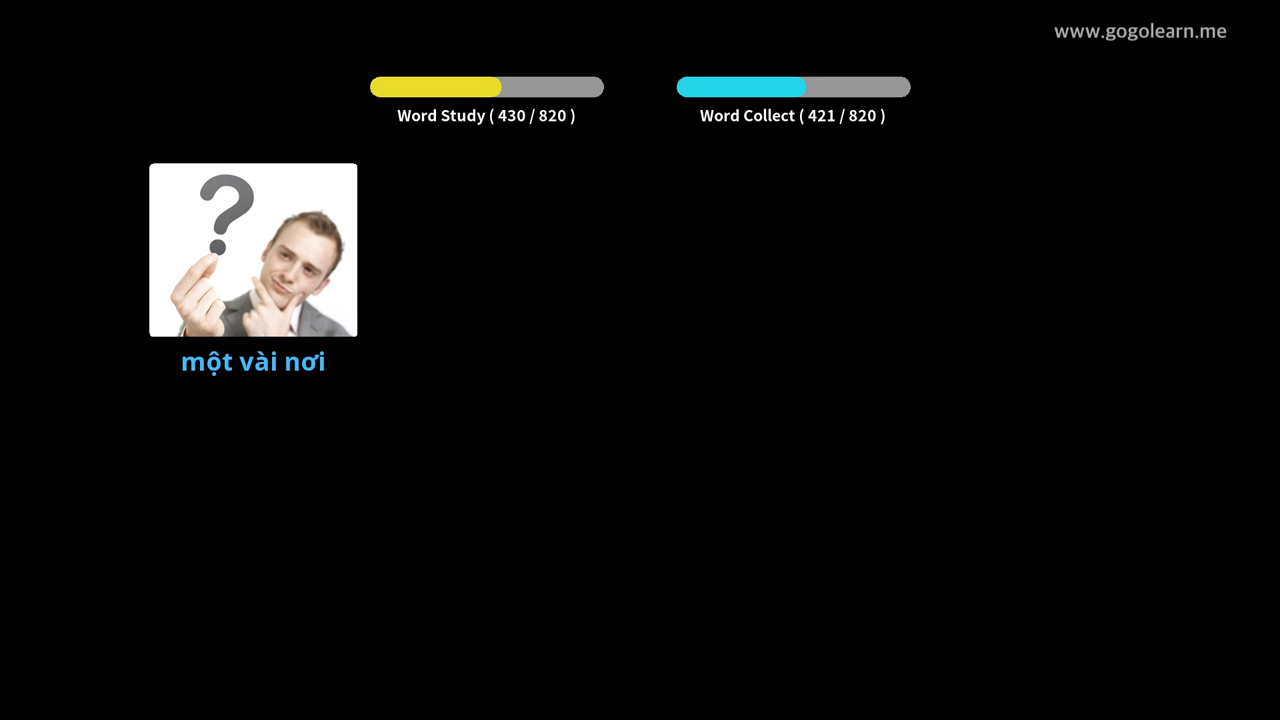 www.gogolearn.me
Word Study ( 430 / 820 )
Word Collect ( 421 / 820 )
?
một vài nơi